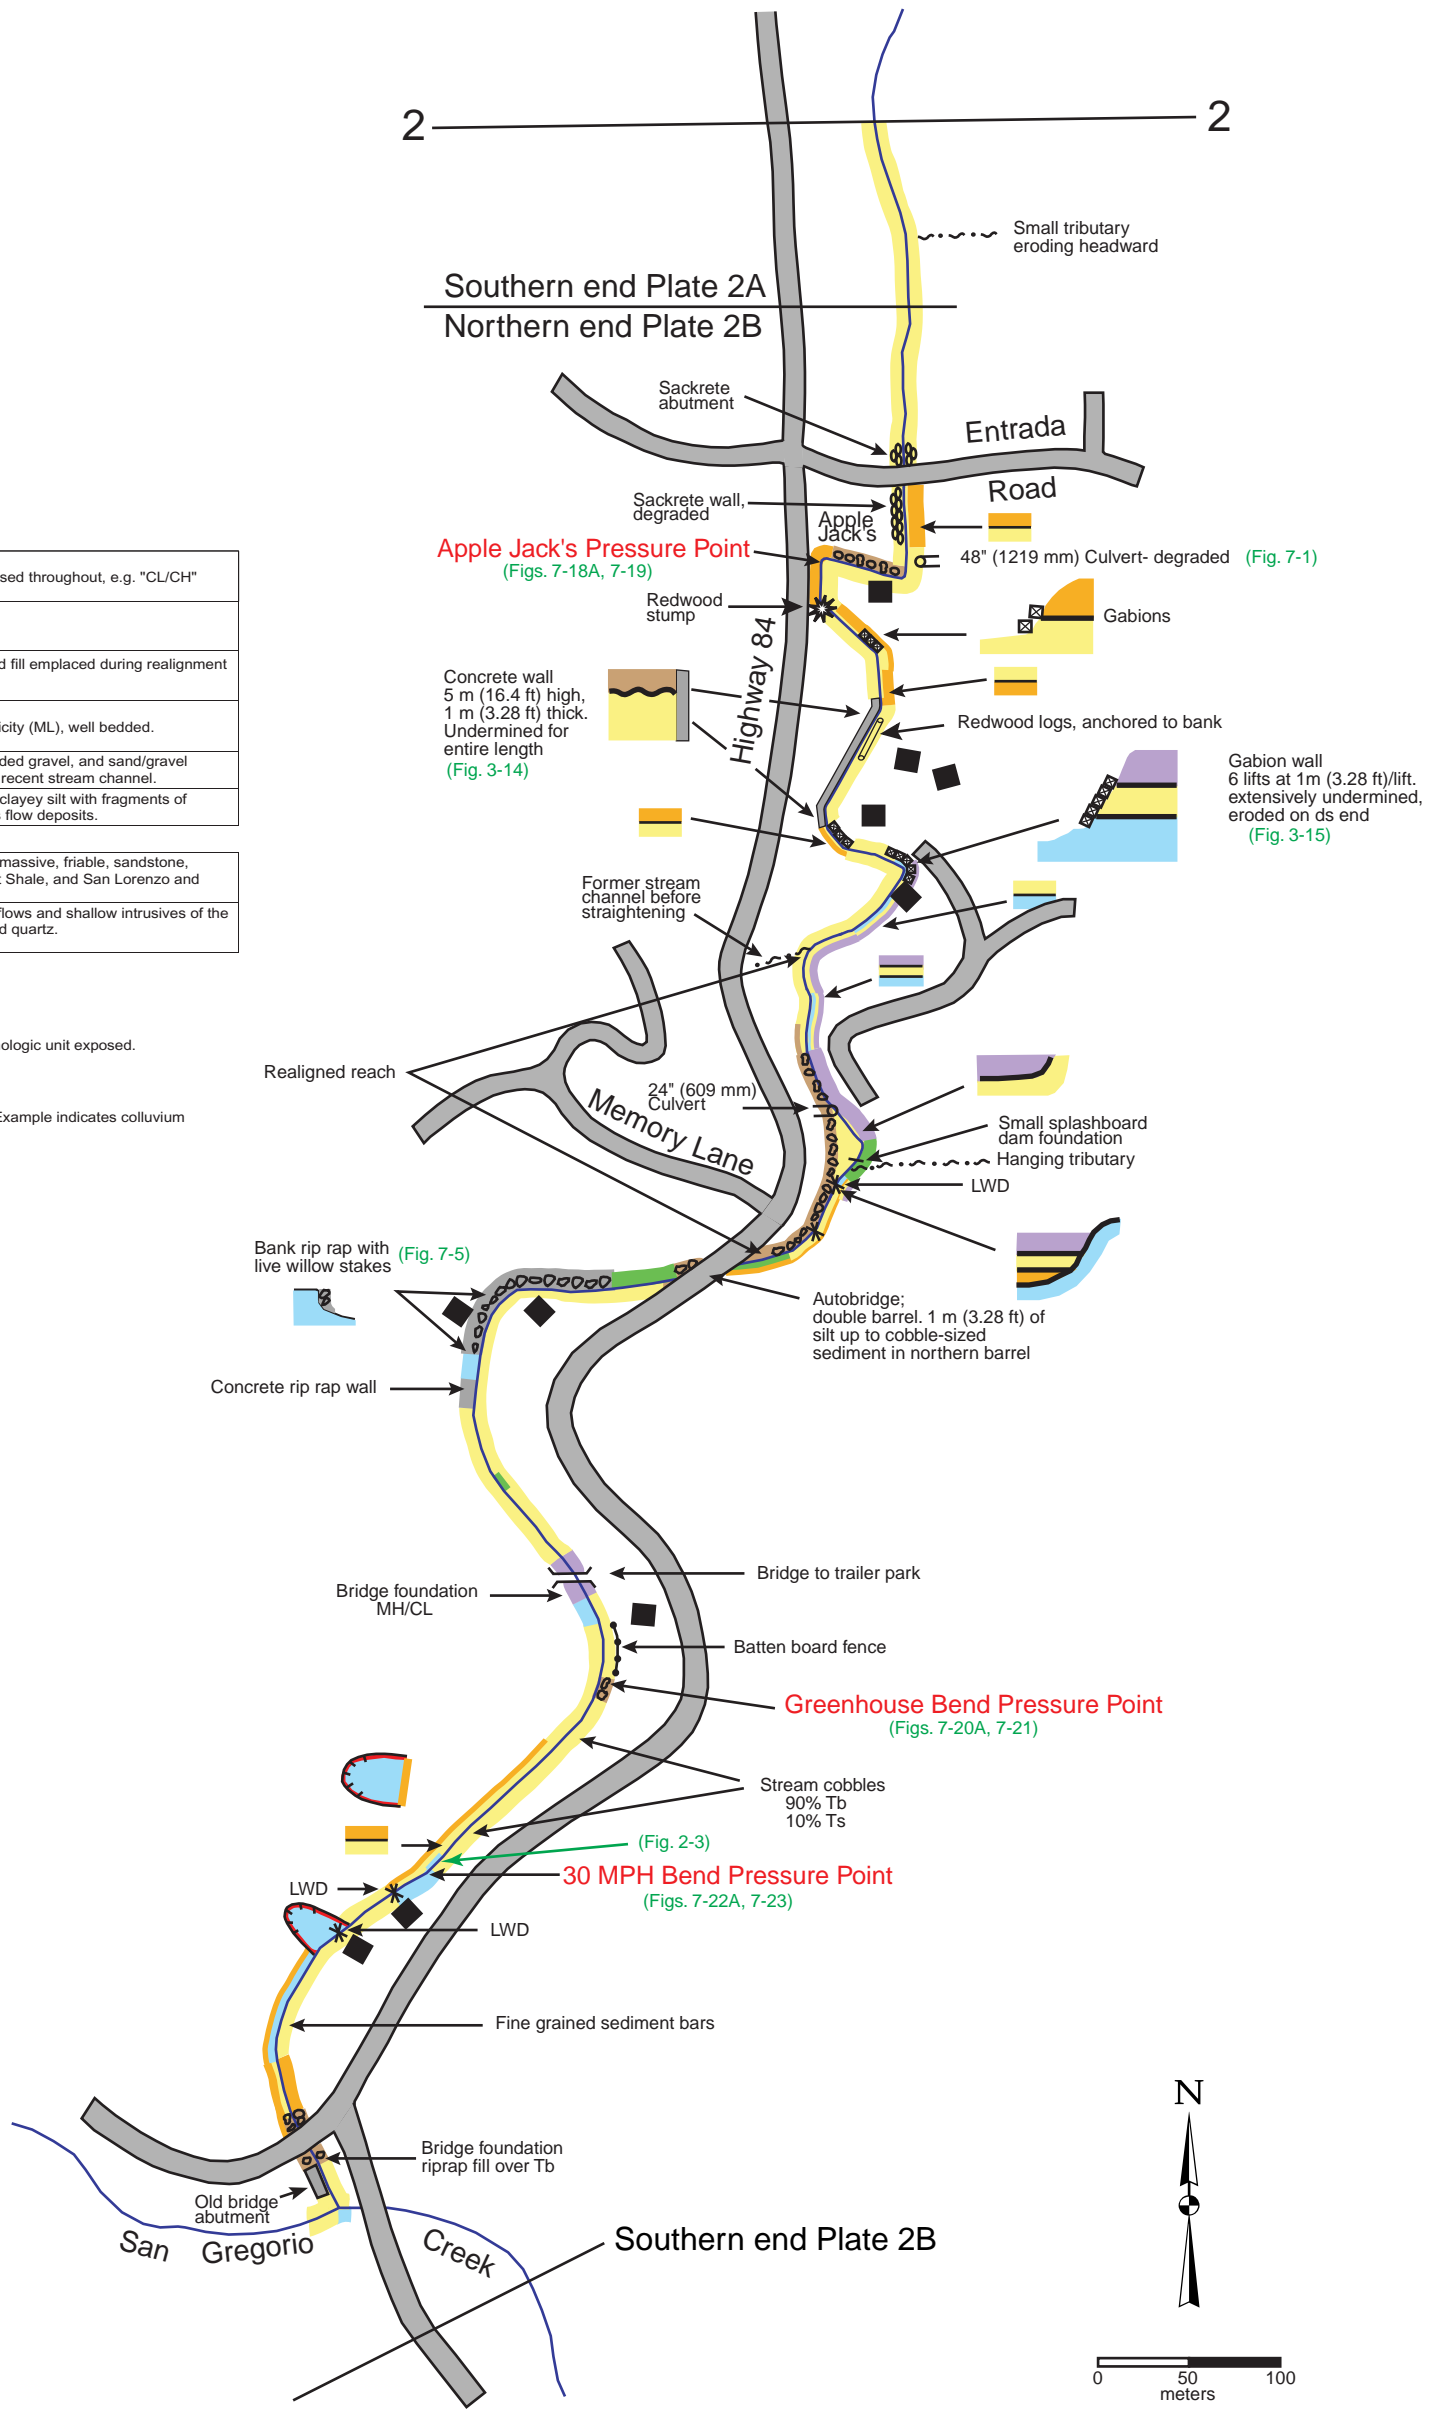 2
2
Small tributary
eroding headward
Southern end Plate 2A
Northern end Plate 2B
Sackrete
abutment
Entrada
Road
Sackrete wall,
degraded
Apple
Jack's
Apple Jack's Pressure Point
(Figs. 7-18A, 7-19)
48" (1219 mm) Culvert- degraded (Fig. 7-1)
sed throughout, e.g. "CL/CH"
Redwood
stump
Gabions
d fill emplaced during realignment
Highway 84
Concrete wall
5 m (16.4 ft) high,
1 m (3.28 ft) thick.
Undermined for
entire length
(Fig. 3-14)
icity (ML), well bedded.
Redwood logs, anchored to bank
ded gravel, and sand/gravel
recent stream channel.
clayey silt with fragments of
s flow deposits.
Gabion wall
6 lifts at 1m (3.28 ft)/lift.
extensively undermined,
eroded on ds end
(Fig. 3-15)
massive, friable, sandstone,
t Shale, and San Lorenzo and
flows and shallow intrusives of the
d quartz.
Former stream
channel before
straightening
ologic unit exposed.
Realigned reach
24" (609 mm)
Culvert
Memory Lane
Example indicates colluvium
Small splashboard
dam foundation
Hanging tributary
LWD
Bank rip rap with
live willow stakes
(Fig. 7-5)
Autobridge;
double barrel. 1 m (3.28 ft) of
silt up to cobble-sized
sediment in northern barrel
Concrete rip rap wall
Bridge to trailer park
Bridge foundation
MH/CL
Batten board fence
Greenhouse Bend Pressure Point
(Figs. 7-20A, 7-21)
Stream cobbles
90% Tb
10% Ts
(Fig. 2-3)
30 MPH Bend Pressure Point
(Figs. 7-22A, 7-23)
LWD
LWD
Fine grained sediment bars
N
Bridge foundation
riprap fill over Tb
Old bridge
abutment
San Gregorio Creek
Southern end Plate 2B
0 50 100
meters